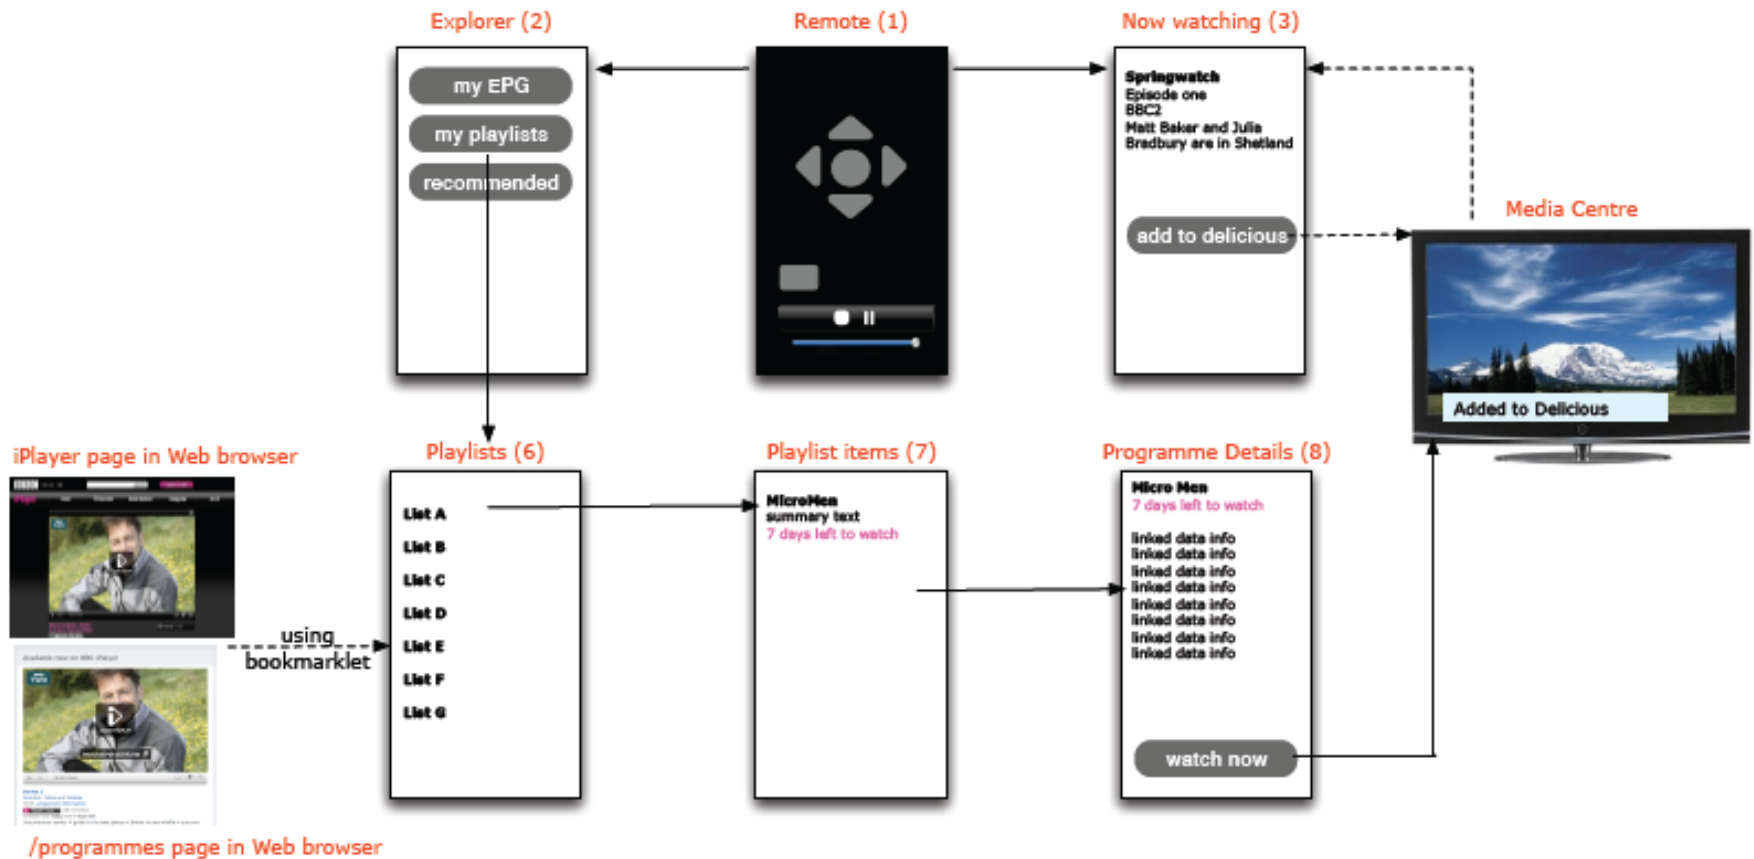 Explorer (2)
Remote (1)
Now watching (3)
my EPG
my playlists
recommended
Springwatch
Episode one
BBC2
Matt Baker and Julia
Bradbury are in Shetland
add to delicious
Media Centre
Added to Delicious
iPlayer page in Web browser
Playlists (6)
Playlist items (7)
Programme Details (8)
using
bookmarklet
List A
List B
List C
List D
List E
List F
List G
MicroMen
summary text
7 days left to watch
Micro Men
7 days left to watch
linked data info
linked data info
linked data info
linked data info
linked data info
linked data info
linked data info
linked data info
watch now
/programmes page in Web browser